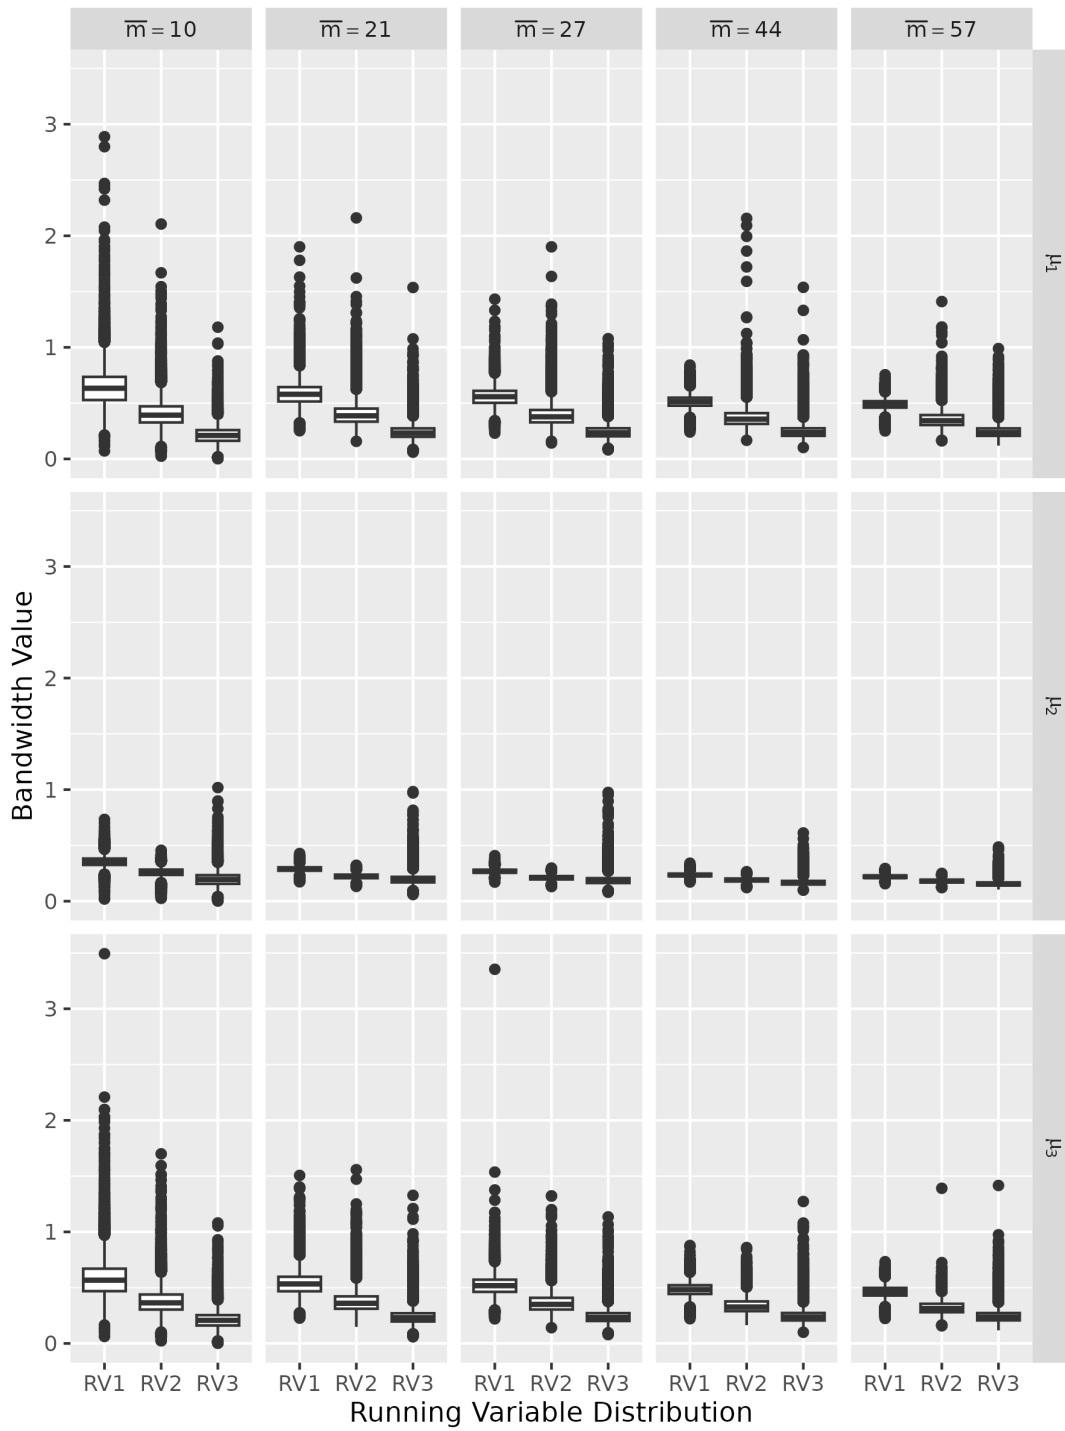 m̅ = 10 m̅ = 21 m̅ = 27 m̅ = 44 m̅ = 57
3
2
1
0
μ1
3
2
1
0
μ2
3
2
1
0
μ3
Bandwidth Value
RV1 RV2 RV3 RV1 RV2 RV3 RV1 RV2 RV3 RV1 RV2 RV3 RV1 RV2 RV3
Running Variable Distribution